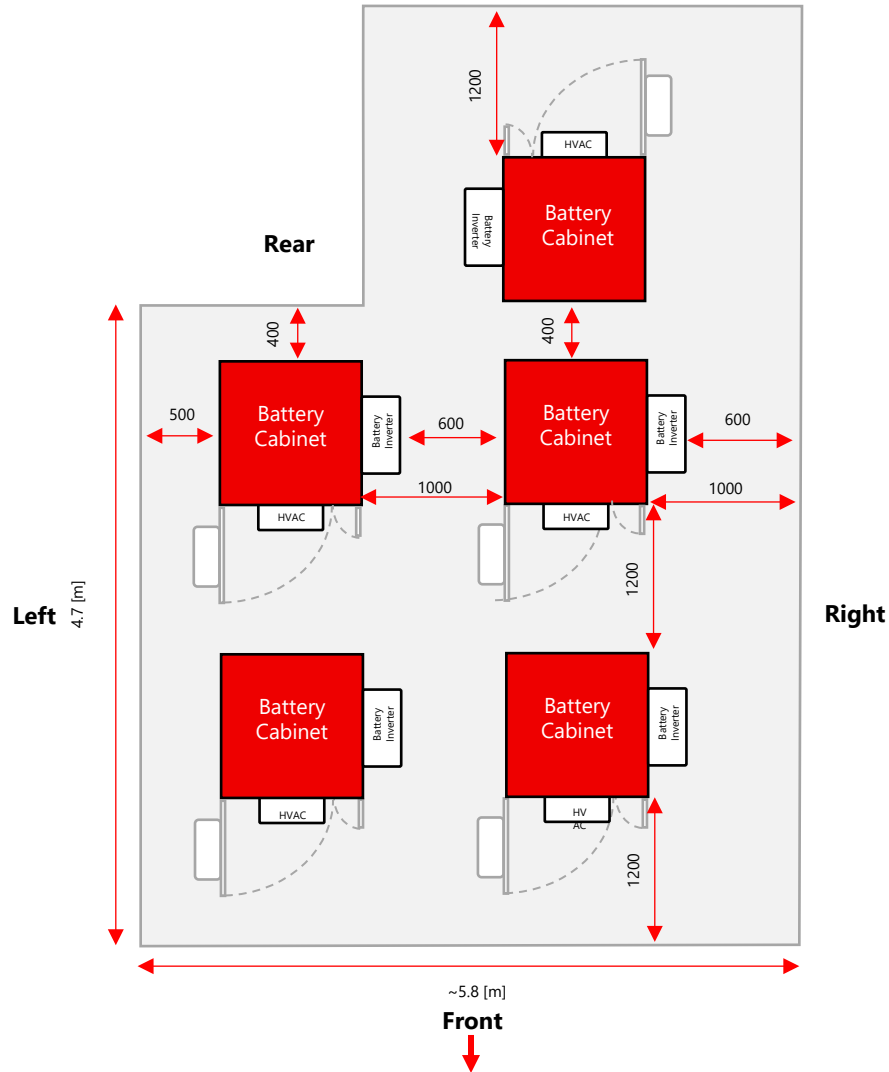 1200
HVAC
Battery
Inverter
Battery
Cabinet
Rear
400
400
500
Battery
Cabinet
Battery
Inverter
600
Battery
Cabinet
Battery
Inverter
600
1000
1000
HVAC
HVAC
1200
Left
4.7 [m]
Right
Battery
Cabinet
Battery
Inverter
Battery
Cabinet
Battery
Inverter
HVAC
HV
AC
1200
~5.8 [m]
Front